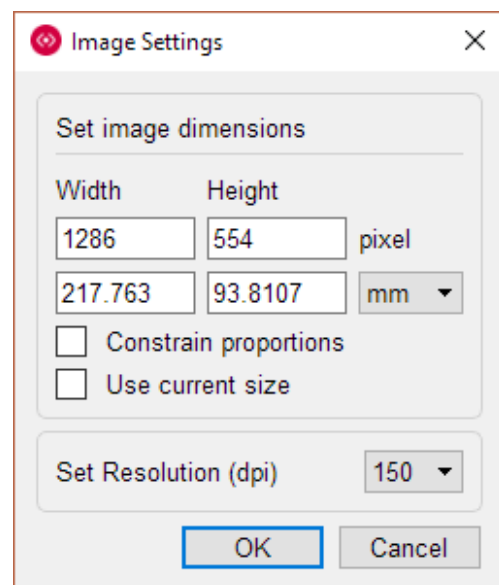 Image Settings
Set image dimensions
Width Height
1286 554 pixel
217.763 93.8107 mm
Constrain proportions
Use current size
Set Resolution (dpi) 150
OK Cancel